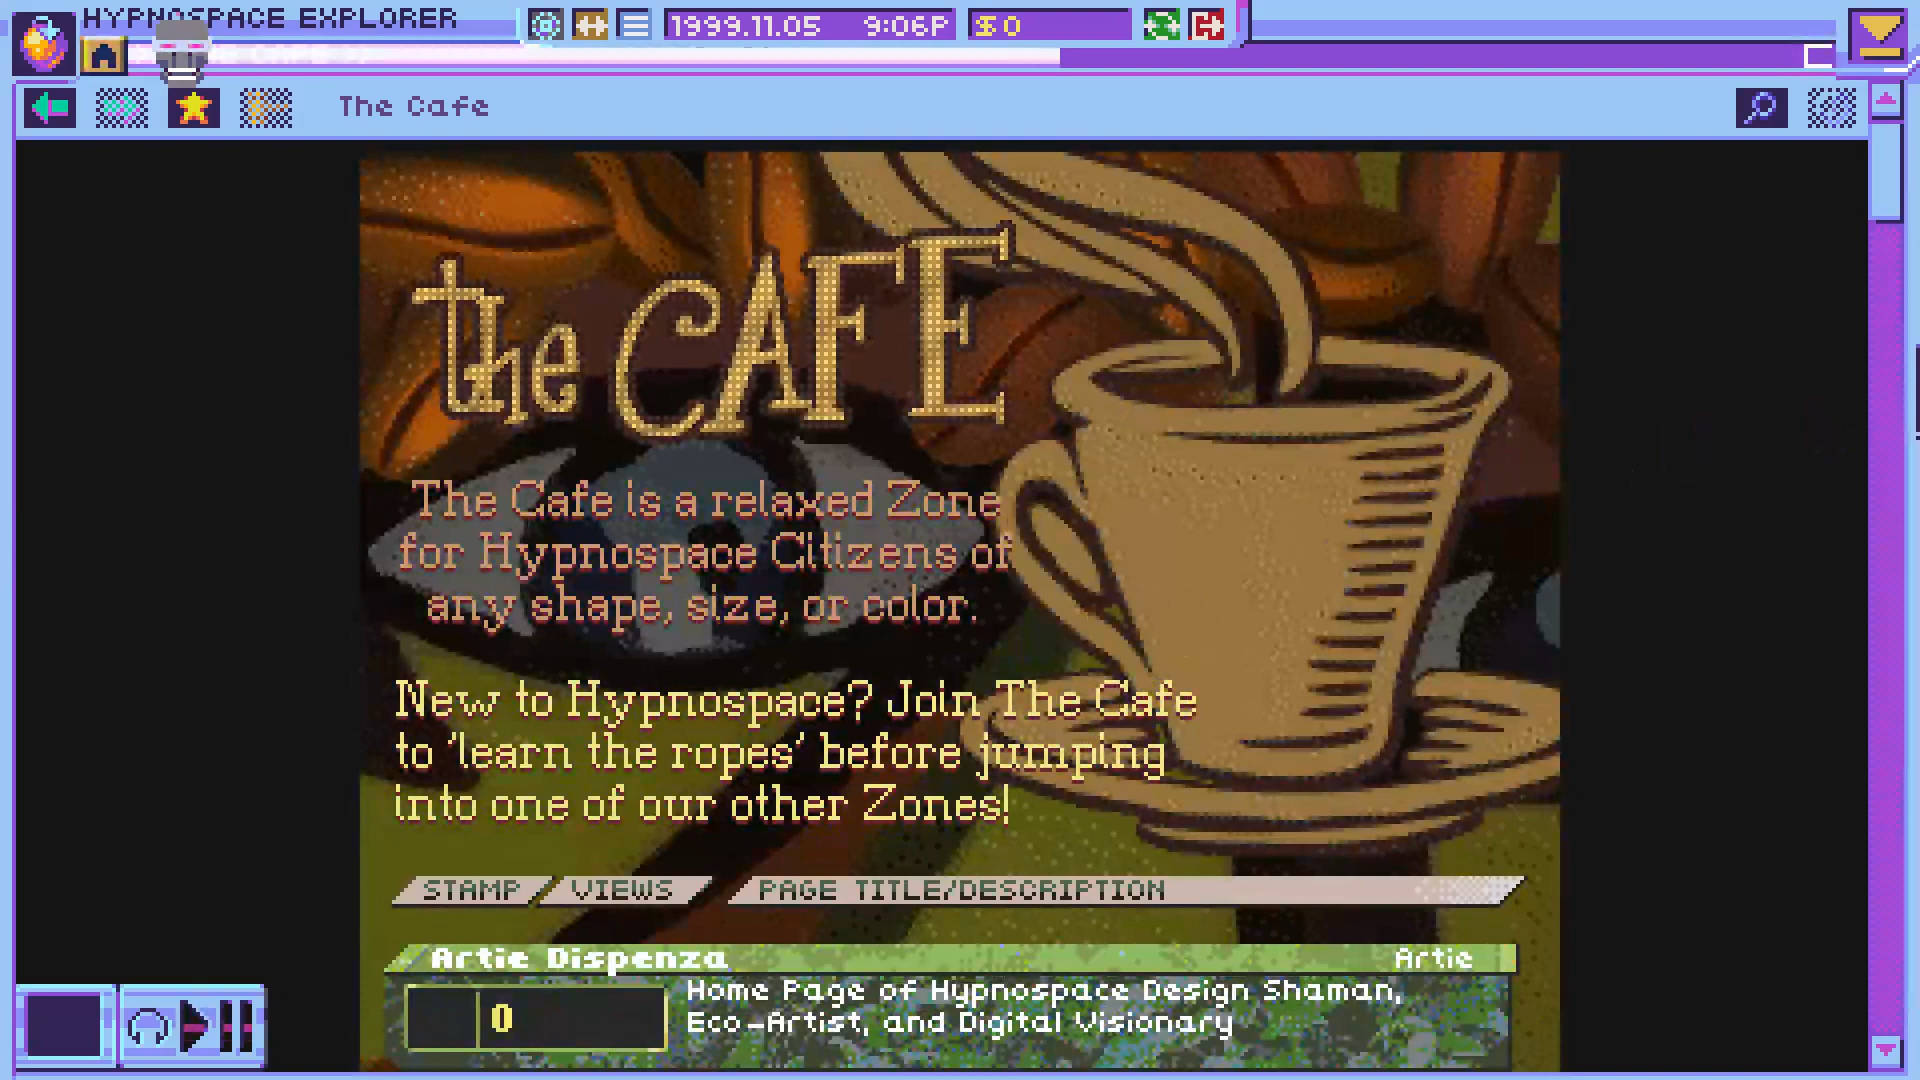 HYPNOSPACE EXPLORER
1999.11.05 9:06P
0
The Cafe
the CAFE
The Cafe is a relaxed Zone
for Hypnospace Citizens of
any shape, size, or color.
New to Hypnospace? Join The Cafe
to 'learn the ropes' before jumping
into one of our other Zones!
STAMP VIEWS PAGE TITLE/DESCRIPTION
Artie Dispenza Artie
0
Home Page of Hypnospace Design Shaman,
Eco-Artist, and Digital Visionary